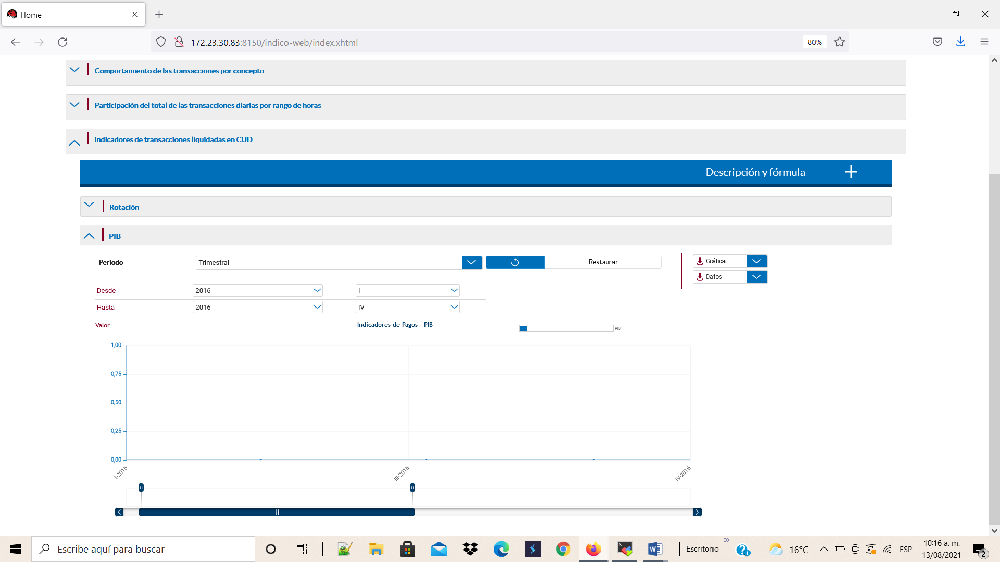 Home
172.23.30.83:8150/indico-web/index.xhtml
80%
Comportamiento de las transacciones por concepto
Participación del total de las transacciones diarias por rango de horas
Indicadores de transacciones liquidadas en CUD
Descripción y fórmula
Rotación
PIB
Periodo
Trimestral
Restaurar
Gráfica
Datos
Desde
2016
I
Hasta
2016
IV
Valor
Indicadores de Pagos - PIB
PIB
1,00
0,75
0,50
0,25
0,00
I-2016
III-2016
IV-2016
Escribe aquí para buscar
Escritorio
16°C
ESP
10:16 a. m.
13/08/2021
2